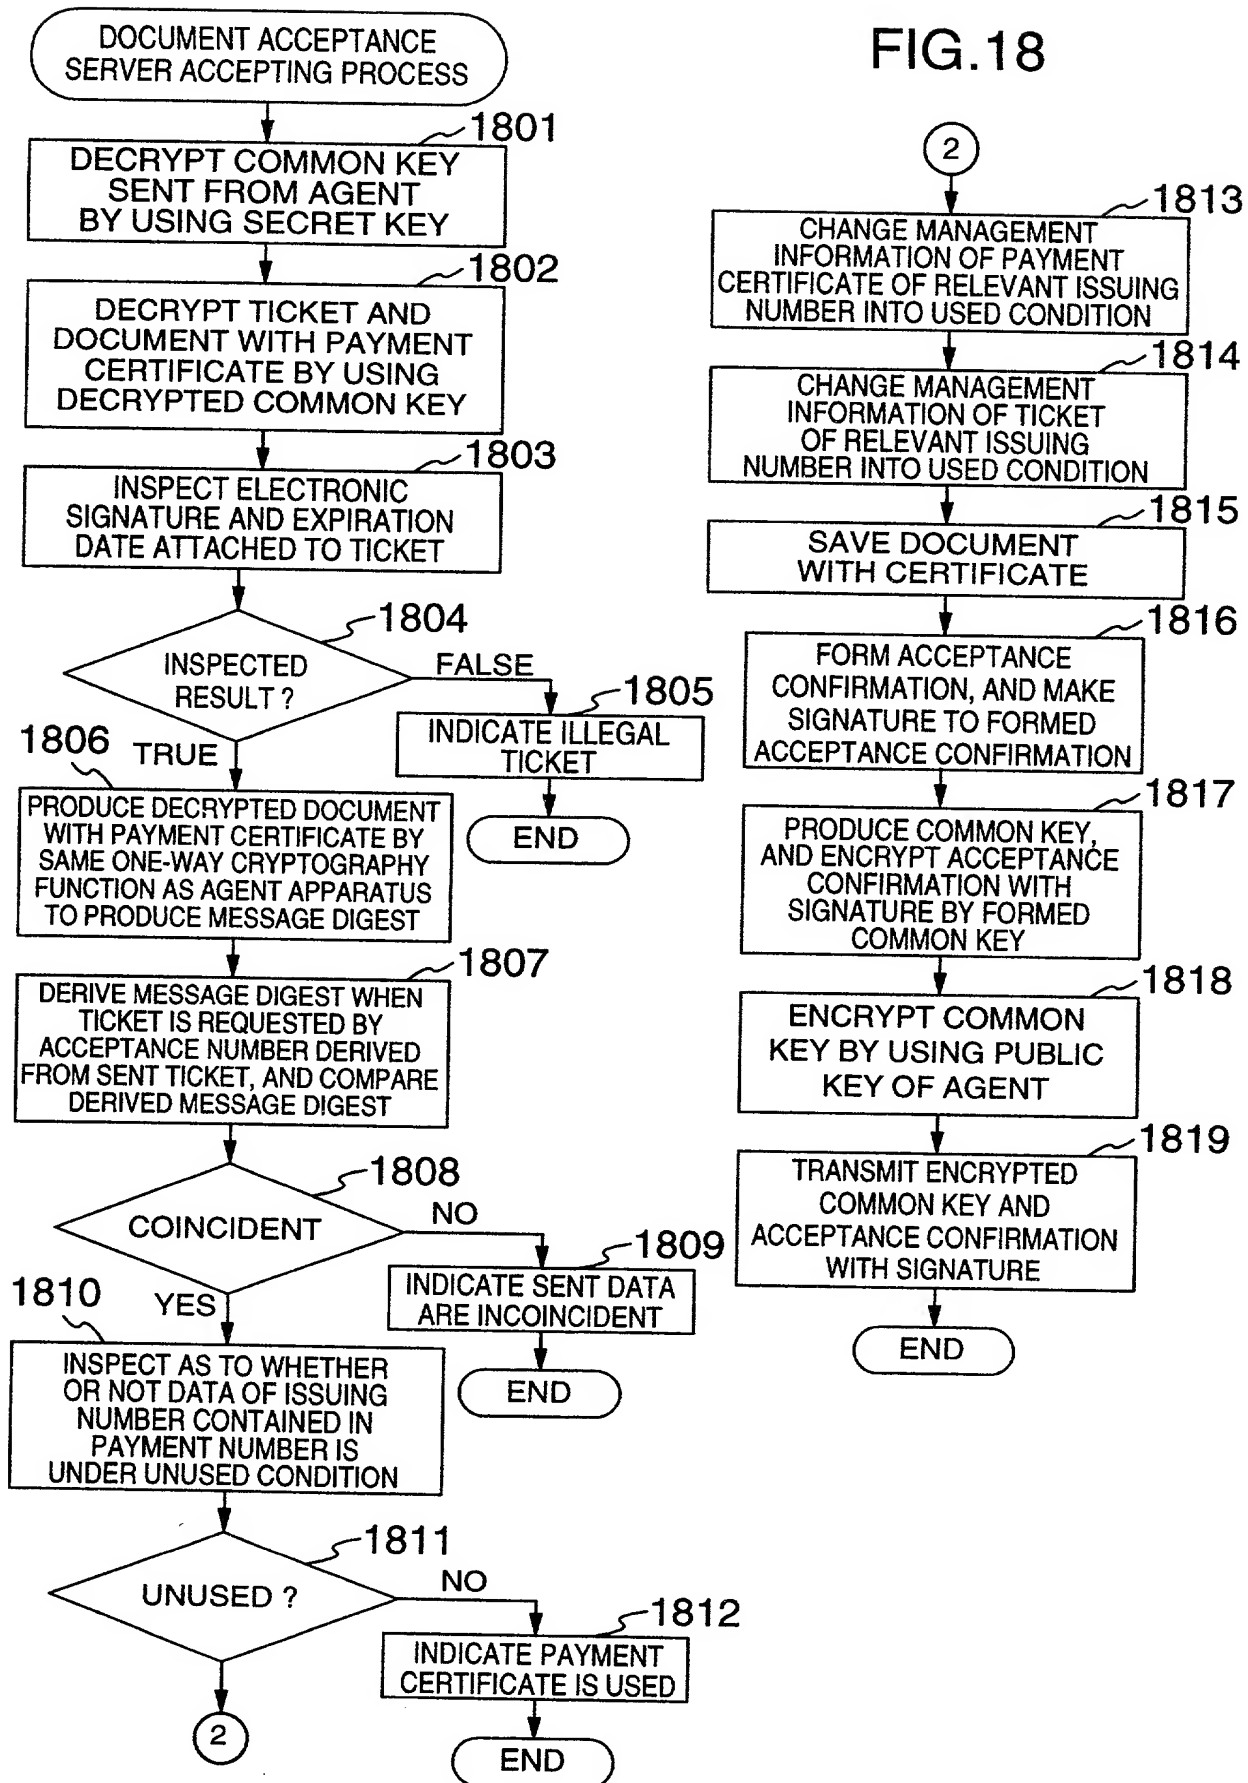 FIG.18
DOCUMENT ACCEPTANCE
SERVER ACCEPTING PROCESS
1801
DECRYPT COMMON KEY
SENT FROM AGENT
BY USING SECRET KEY
1802
DECRYPT TICKET AND
DOCUMENT WITH PAYMENT
CERTIFICATE BY USING
DECRYPTED COMMON KEY
1803
INSPECT ELECTRONIC
SIGNATURE AND EXPIRATION
DATE ATTACHED TO TICKET
1804
INSPECTED
RESULT ?
FALSE
1805
INDICATE ILLEGAL
TICKET
END
TRUE
1806
PRODUCE DECRYPTED DOCUMENT
WITH PAYMENT CERTIFICATE BY
SAME ONE-WAY CRYPTOGRAPHY
FUNCTION AS AGENT APPARATUS
TO PRODUCE MESSAGE DIGEST
1807
DERIVE MESSAGE DIGEST WHEN
TICKET IS REQUESTED BY
ACCEPTANCE NUMBER DERIVED
FROM SENT TICKET, AND COMPARE
DERIVED MESSAGE DIGEST
1808
COINCIDENT
NO
1809
INDICATE SENT DATA
ARE INCOINCIDENT
END
YES
1810
INSPECT AS TO WHETHER
OR NOT DATA OF ISSUING
NUMBER CONTAINED IN
PAYMENT NUMBER IS
UNDER UNUSED CONDITION
1811
UNUSED ?
NO
1812
INDICATE PAYMENT
CERTIFICATE IS USED
END
2
2
1813
CHANGE MANAGEMENT
INFORMATION OF PAYMENT
CERTIFICATE OF RELEVANT ISSUING
NUMBER INTO USED CONDITION
1814
CHANGE MANAGEMENT
INFORMATION OF TICKET
OF RELEVANT ISSUING
NUMBER INTO USED CONDITION
1815
SAVE DOCUMENT
WITH CERTIFICATE
1816
FORM ACCEPTANCE
CONFIRMATION, AND MAKE
SIGNATURE TO FORMED
ACCEPTANCE CONFIRMATION
1817
PRODUCE COMMON KEY,
AND ENCRYPT ACCEPTANCE
CONFIRMATION WITH
SIGNATURE BY FORMED
COMMON KEY
1818
ENCRYPT COMMON
KEY BY USING PUBLIC
KEY OF AGENT
1819
TRANSMIT ENCRYPTED
COMMON KEY AND
ACCEPTANCE CONFIRMATION
WITH SIGNATURE
END